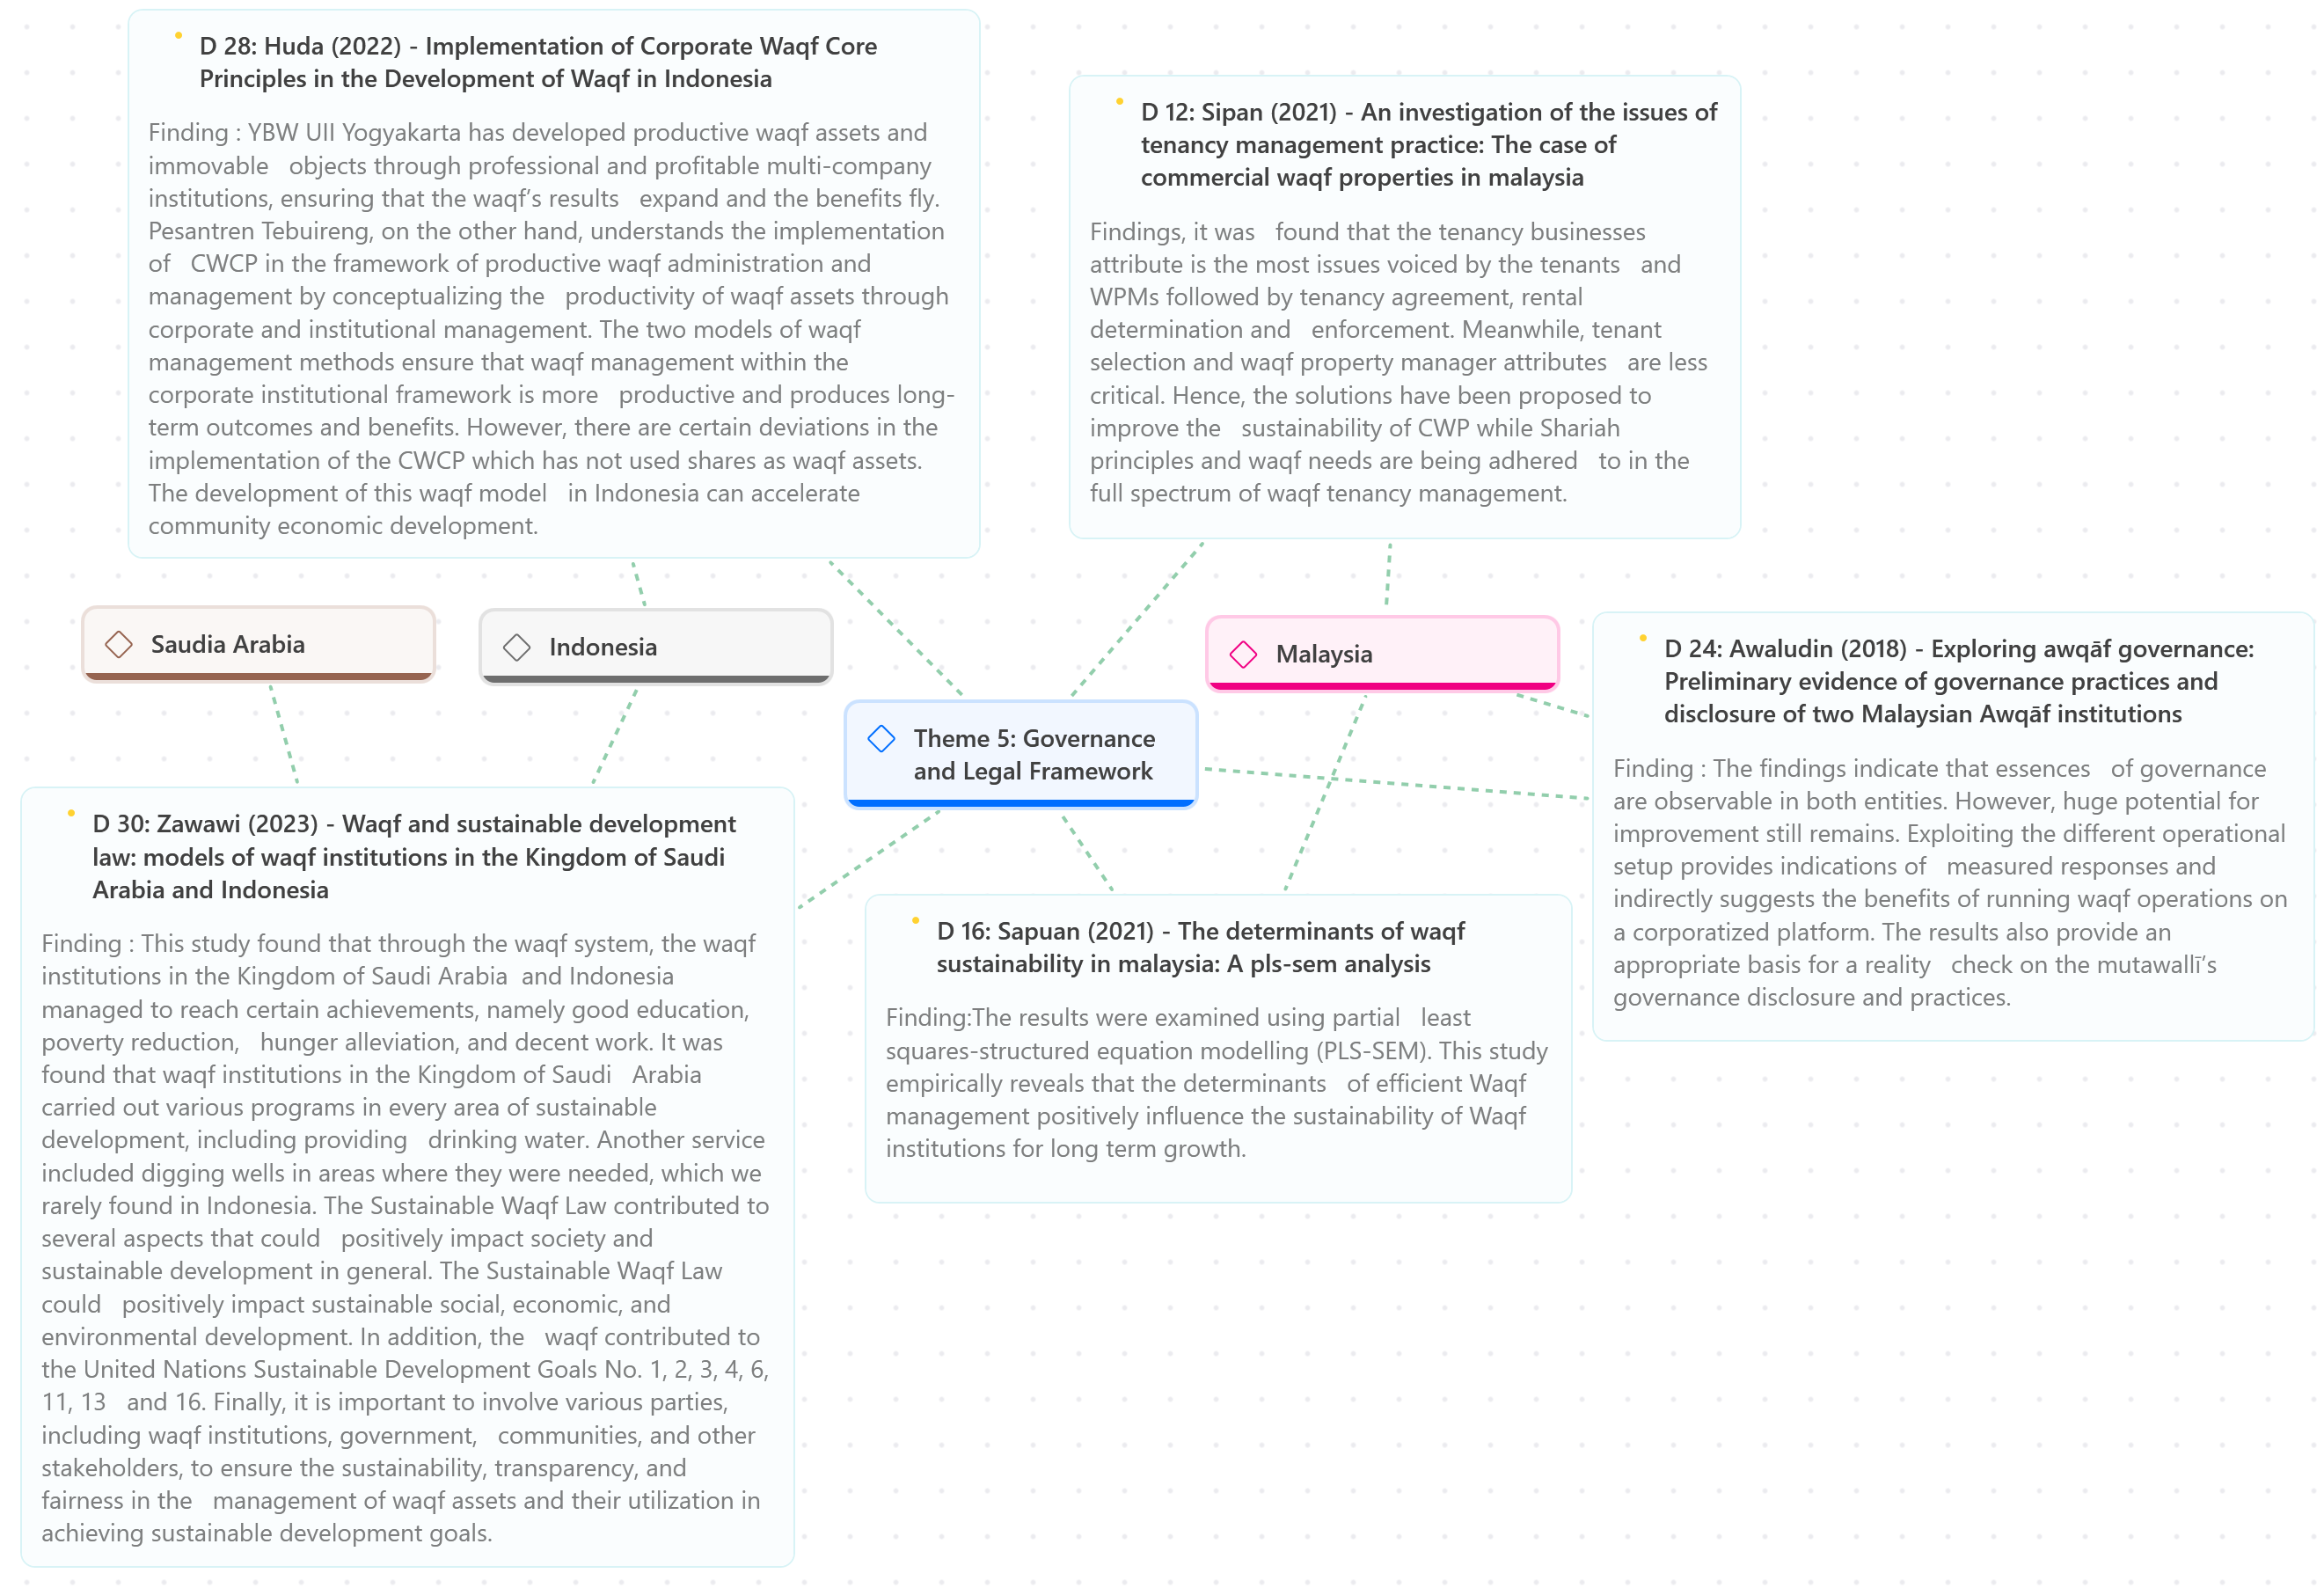 D 28: Huda (2022) - Implementation of Corporate Waqf Core
Principles in the Development of Waqf in Indonesia
Finding : YBW UII Yogyakarta has developed productive waqf assets and
immovable objects through professional and profitable multi-company
institutions, ensuring that the waqf’s results expand and the benefits fly.
Pesantren Tebuireng, on the other hand, understands the implementation
of CWCP in the framework of productive waqf administration and
management by conceptualizing the productivity of waqf assets through
corporate and institutional management. The two models of waqf
management methods ensure that waqf management within the
corporate institutional framework is more productive and produces long-
term outcomes and benefits. However, there are certain deviations in the
implementation of the CWCP which has not used shares as waqf assets.
The development of this waqf model in Indonesia can accelerate
community economic development.
D 12: Sipan (2021) - An investigation of the issues of
tenancy management practice: The case of
commercial waqf properties in malaysia
Findings, it was found that the tenancy businesses
attribute is the most issues voiced by the tenants and
WPMs followed by tenancy agreement, rental
determination and enforcement. Meanwhile, tenant
selection and waqf property manager attributes are less
critical. Hence, the solutions have been proposed to
improve the sustainability of CWP while Shariah
principles and waqf needs are being adhered to in the
full spectrum of waqf tenancy management.
Saudia Arabia
Indonesia
Malaysia
Theme 5: Governance
and Legal Framework
D 24: Awaludin (2018) - Exploring awqāf governance:
Preliminary evidence of governance practices and
disclosure of two Malaysian Awqāf institutions
Finding : The findings indicate that essences of governance
are observable in both entities. However, huge potential for
improvement still remains. Exploiting the different operational
setup provides indications of measured responses and
indirectly suggests the benefits of running waqf operations on
a corporatized platform. The results also provide an
appropriate basis for a reality check on the mutawallī’s
governance disclosure and practices.
D 30: Zawawi (2023) - Waqf and sustainable development
law: models of waqf institutions in the Kingdom of Saudi
Arabia and Indonesia
Finding : This study found that through the waqf system, the waqf
institutions in the Kingdom of Saudi Arabia and Indonesia
managed to reach certain achievements, namely good education,
poverty reduction, hunger alleviation, and decent work. It was
found that waqf institutions in the Kingdom of Saudi Arabia
carried out various programs in every area of sustainable
development, including providing drinking water. Another service
included digging wells in areas where they were needed, which we
rarely found in Indonesia. The Sustainable Waqf Law contributed to
several aspects that could positively impact society and
sustainable development in general. The Sustainable Waqf Law
could positively impact sustainable social, economic, and
environmental development. In addition, the waqf contributed to
the United Nations Sustainable Development Goals No. 1, 2, 3, 4, 6,
11, 13 and 16. Finally, it is important to involve various parties,
including waqf institutions, government, communities, and other
stakeholders, to ensure the sustainability, transparency, and
fairness in the management of waqf assets and their utilization in
achieving sustainable development goals.
D 16: Sapuan (2021) - The determinants of waqf
sustainability in malaysia: A pls-sem analysis
Finding:The results were examined using partial least
squares-structured equation modelling (PLS-SEM). This study
empirically reveals that the determinants of efficient Waqf
management positively influence the sustainability of Waqf
institutions for long term growth.